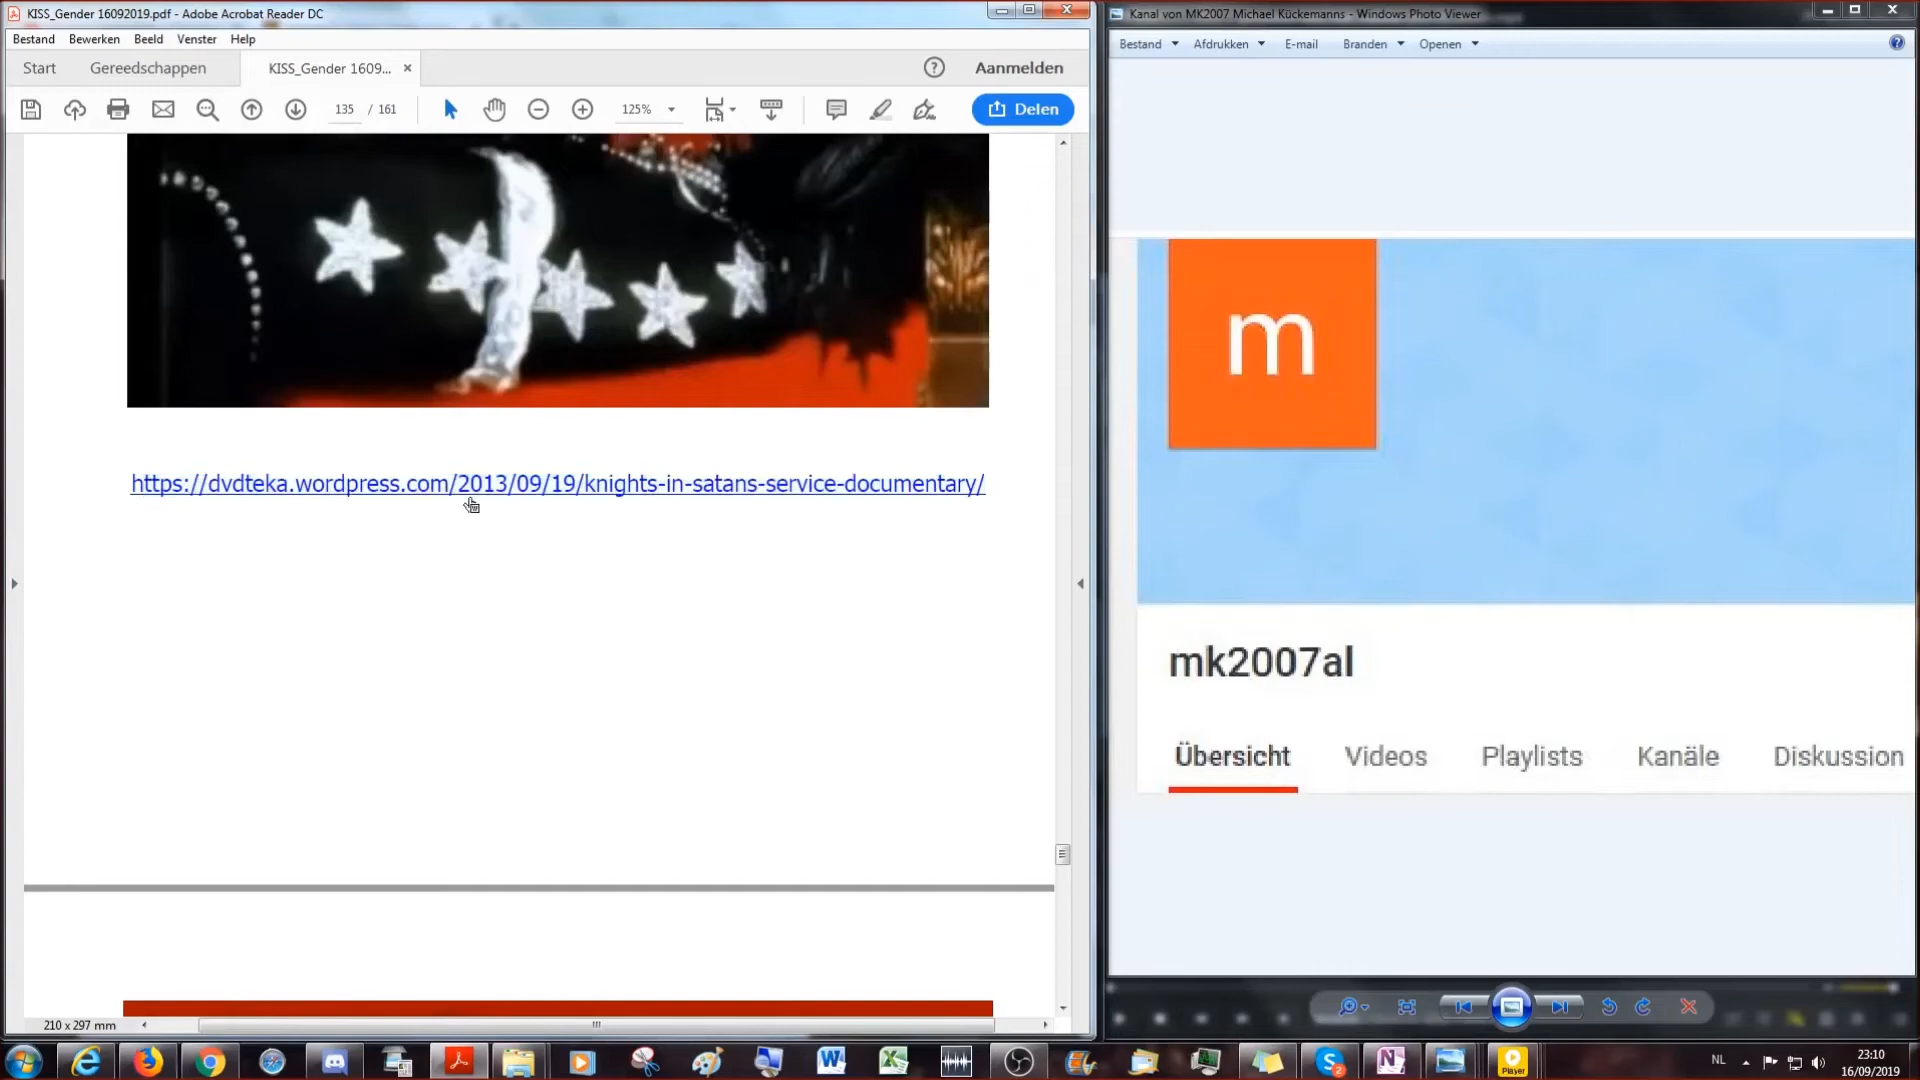 KISS_Gender 16092019.pdf - Adobe Acrobat Reader DC
Bestand Bewerken Beeld Venster Help
Start Gereedschappen KISS_Gender 1609... Aanmelden
135 / 161 125% Delen
https://dvdteka.wordpress.com/2013/09/19/knights-in-satans-service-documentary/
210 x 297 mm
Kanal von MK2007 Michael Kückemanns - Windows Photo Viewer
Bestand Afdrukken E-mail Branden Openen
m
mk2007al
Übersicht Videos Playlists Kanäle Diskussion
Player
NL
23:10
16/09/2019